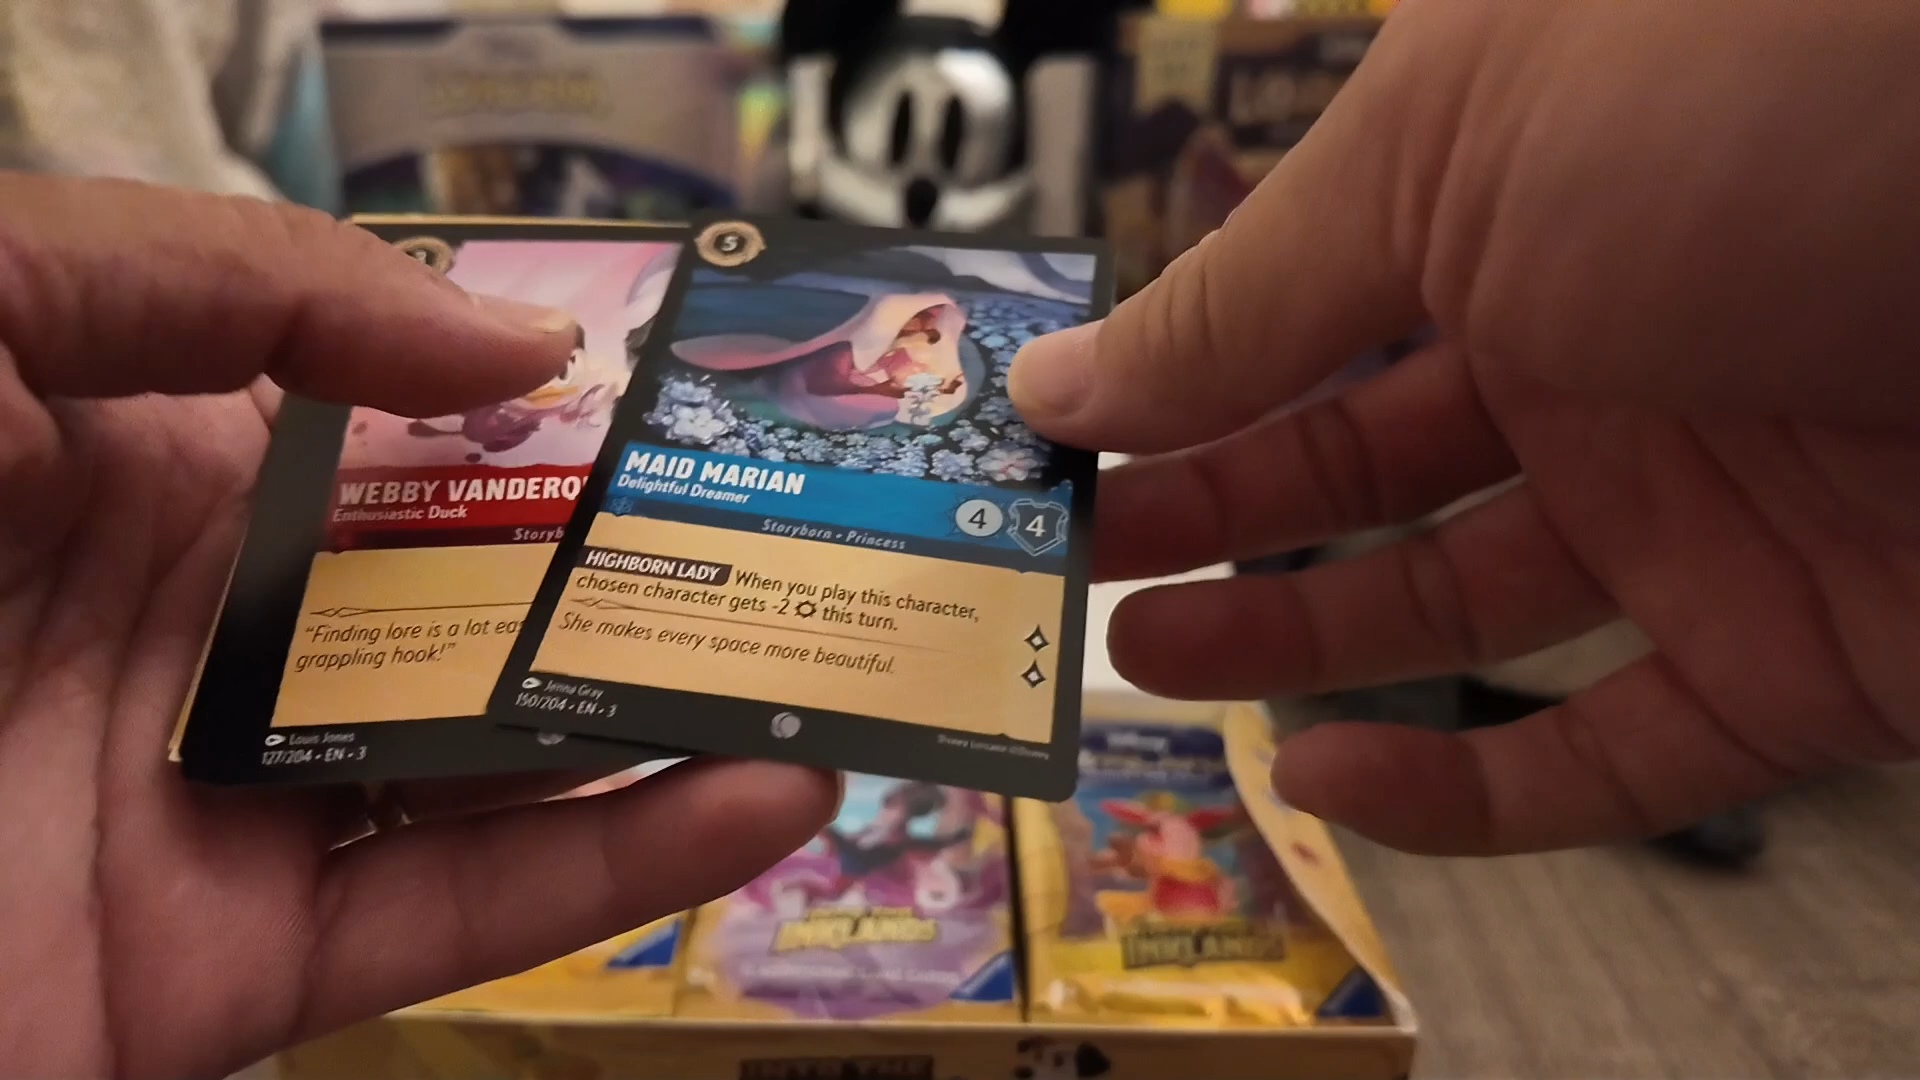 5
MAID MARIAN
Delightful Dreamer
4
4
Storyborn • Princess
HIGHBORN LADY When you play this character,
chosen character gets -2 this turn.
She makes every space more beautiful.
Jenna Gray
150/204 • EN • 3
WEBBY VANDERQ
Enthusiastic Duck
Storyb
"Finding lore is a lot eas
grappling hook!"
Louis Jones
127/204 • EN • 3
INKLANDS
INKLANDS
INTO THE